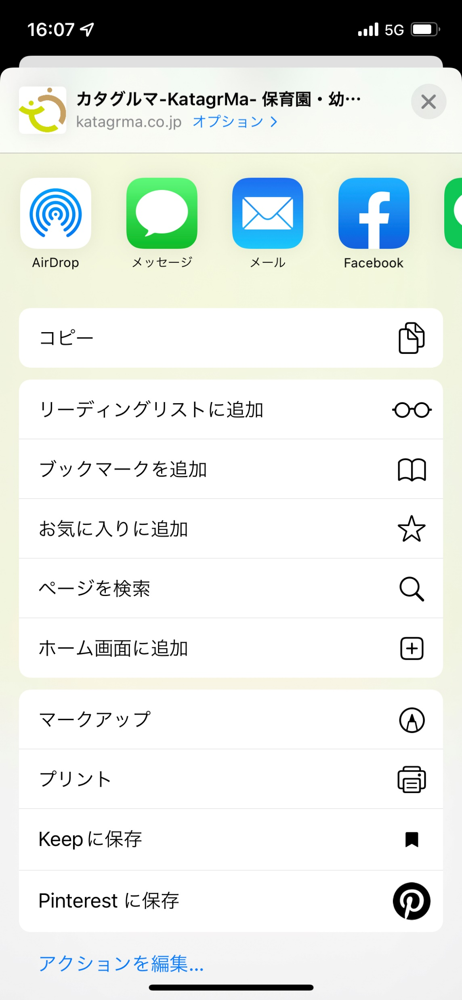 16:07
5G
カタグルマ-KatagrMa- 保育園・幼…
katagrma.co.jp オプション
AirDrop
メッセージ
メール
Facebook
コピー
リーディングリストに追加
ブックマークを追加
お気に入りに追加
ページを検索
ホーム画面に追加
マークアップ
プリント
Keepに保存
Pinterest に保存
アクションを編集...